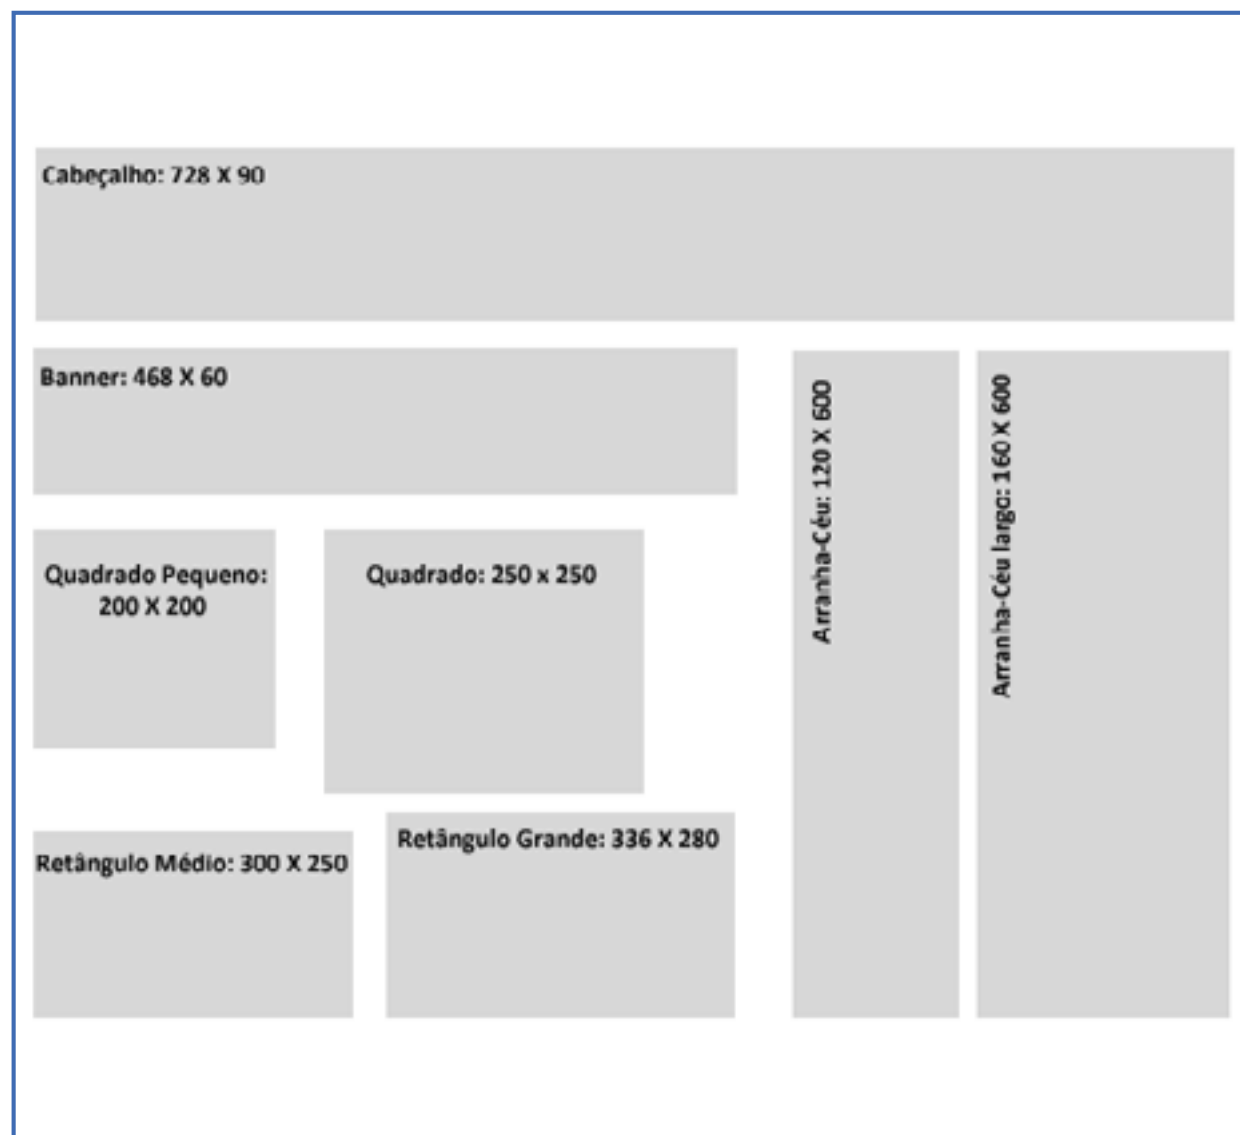 Cabeçalho: 728 X 90
Banner: 468 X 60
Arranha-Céu: 120 X 600
Arranha-Céu largo: 160 X 600
Quadrado Pequeno:
200 X 200
Quadrado: 250 x 250
Retângulo Médio: 300 X 250
Retângulo Grande: 336 X 280